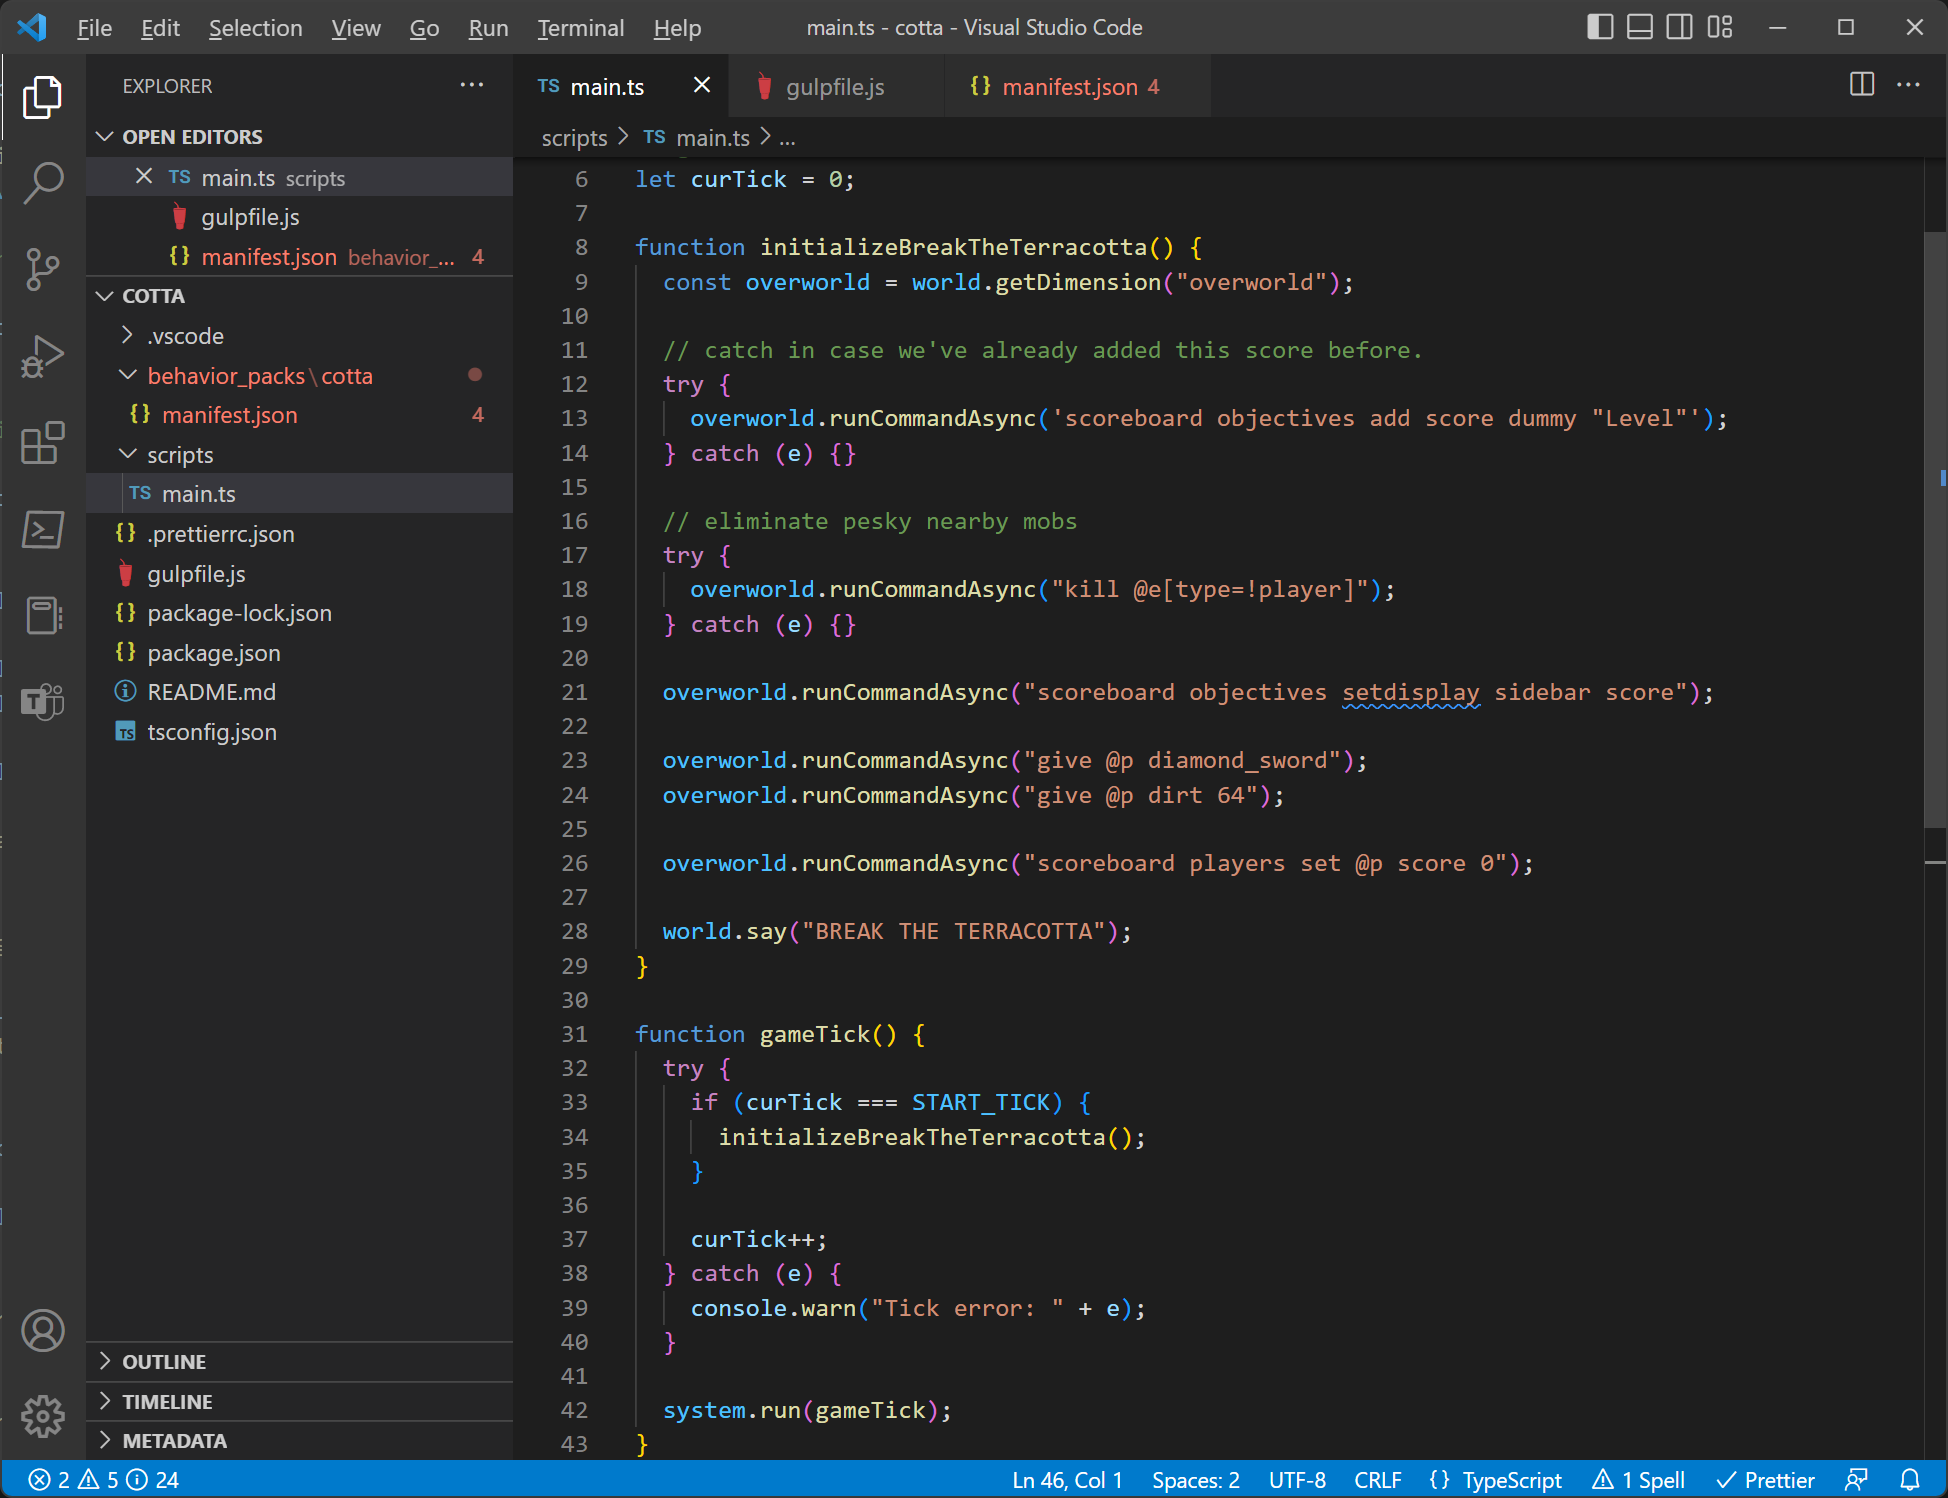 File Edit Selection View Go Run Terminal Help main.ts - cotta - Visual Studio Code
EXPLORER ...
OPEN EDITORS
TS main.ts scripts
gulpfile.js
{} manifest.json behavior_... 4
COTTA
.vscode
behavior_packs\cotta
{} manifest.json 4
scripts
TS main.ts
{} .prettierrc.json
gulpfile.js
{} package-lock.json
{} package.json
README.md
TS tsconfig.json
OUTLINE
TIMELINE
METADATA
TS main.ts gulpfile.js {} manifest.json 4
scripts > TS main.ts > ...
6 let curTick = 0;
7
8 function initializeBreakTheTerracotta() {
9 const overworld = world.getDimension("overworld");
10
11 // catch in case we've already added this score before.
12 try {
13 overworld.runCommandAsync('scoreboard objectives add score dummy "Level"');
14 } catch (e) {}
15
16 // eliminate pesky nearby mobs
17 try {
18 overworld.runCommandAsync("kill @e[type=!player]");
19 } catch (e) {}
20
21 overworld.runCommandAsync("scoreboard objectives setdisplay sidebar score");
22
23 overworld.runCommandAsync("give @p diamond_sword");
24 overworld.runCommandAsync("give @p dirt 64");
25
26 overworld.runCommandAsync("scoreboard players set @p score 0");
27
28 world.say("BREAK THE TERRACOTTA");
29 }
30
31 function gameTick() {
32 try {
33 if (curTick === START_TICK) {
34 initializeBreakTheTerracotta();
35 }
36
37 curTick++;
38 } catch (e) {
39 console.warn("Tick error: " + e);
40 }
41
42 system.run(gameTick);
43 }
2 5 24 Ln 46, Col 1 Spaces: 2 UTF-8 CRLF {} TypeScript 1 Spell Prettier